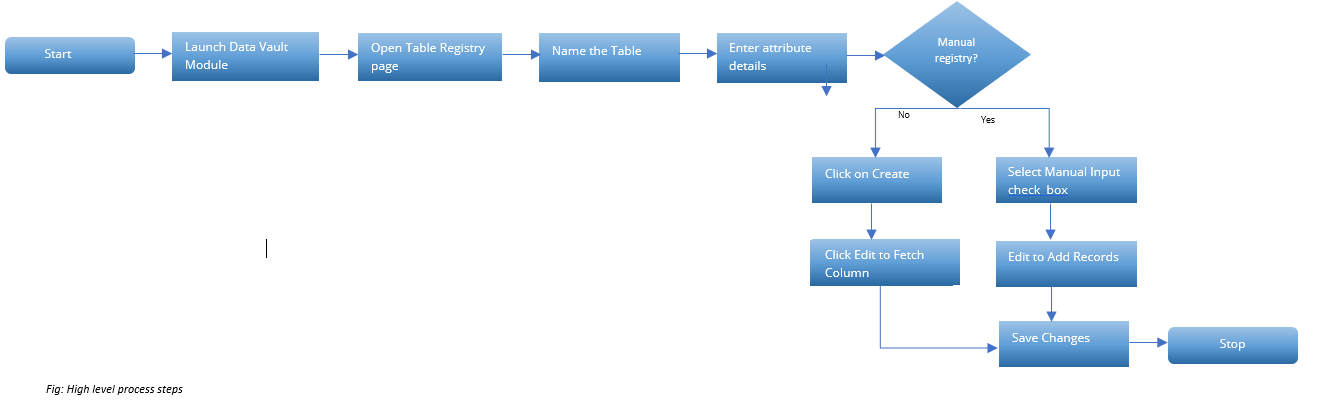 Start
Launch Data Vault
Module
Open Table Registry
page
Name the Table
Enter attribute
details
Manual
registry?
No
Yes
Click on Create
Select Manual Input
check box
Click Edit to Fetch
Column
Edit to Add Records
Save Changes
Stop
Fig: High level process steps